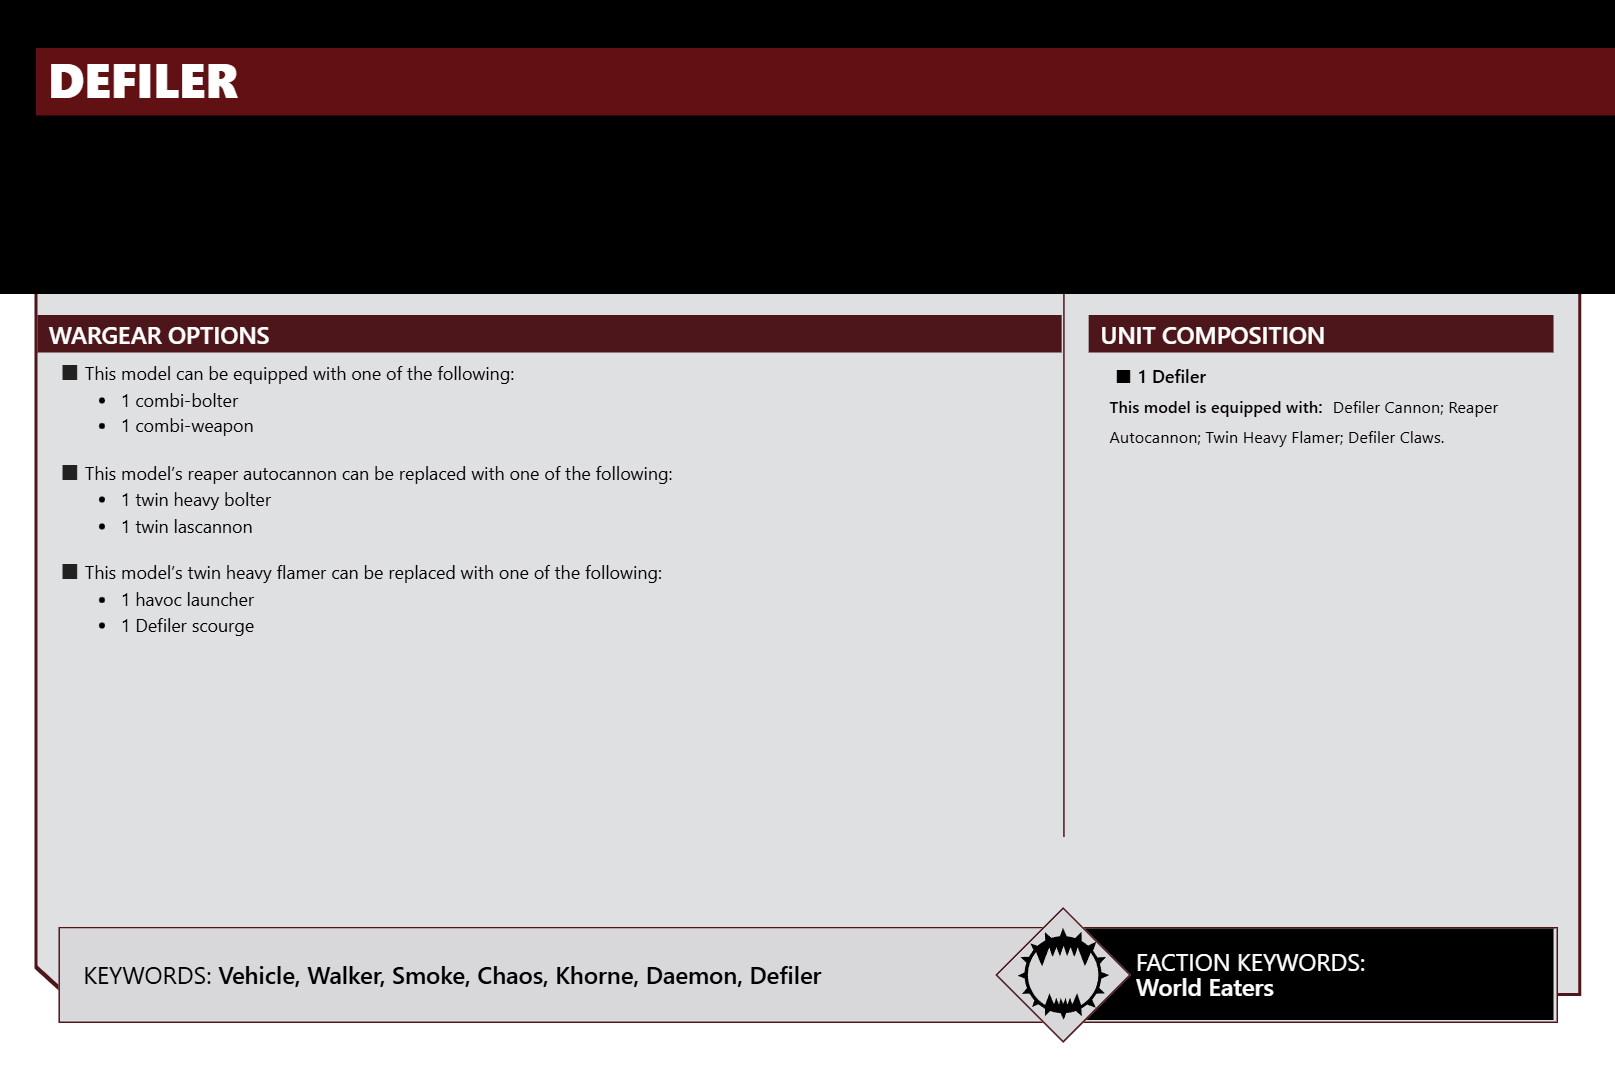 DEFILER
WARGEAR OPTIONS
■ This model can be equipped with one of the following:
• 1 combi-bolter
• 1 combi-weapon
■ This model's reaper autocannon can be replaced with one of the following:
• 1 twin heavy bolter
• 1 twin lascannon
■ This model's twin heavy flamer can be replaced with one of the following:
• 1 havoc launcher
• 1 Defiler scourge
UNIT COMPOSITION
■ 1 Defiler
This model is equipped with: Defiler Cannon; Reaper
Autocannon; Twin Heavy Flamer; Defiler Claws.
KEYWORDS: Vehicle, Walker, Smoke, Chaos, Khorne, Daemon, Defiler
FACTION KEYWORDS:
World Eaters